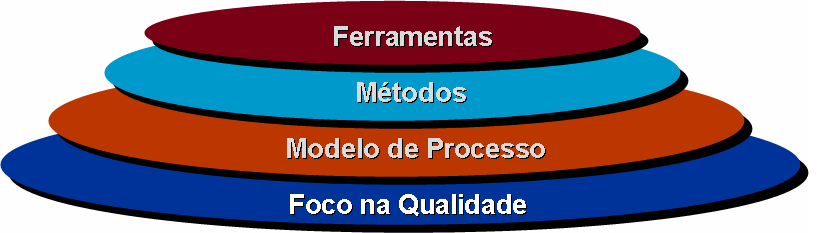 Ferramentas
Métodos
Modelo de Processo
Foco na Qualidade